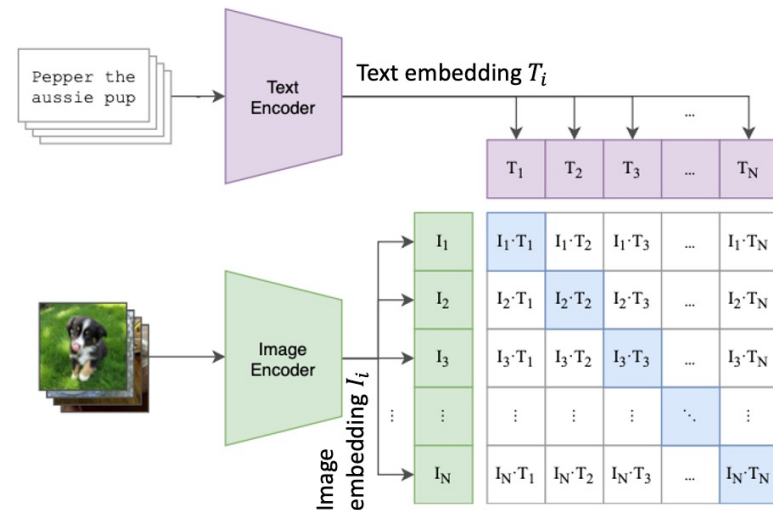 Pepper the
aussie pup
Text
Encoder
Text embedding Tᵢ
...
T₁ T₂ T₃ ... T_N
Image
Encoder
Image
embedding Iᵢ
I₁ I₁·T₁ I₁·T₂ I₁·T₃ ... I₁·T_N
I₂ I₂·T₁ I₂·T₂ I₂·T₃ ... I₂·T_N
I₃ I₃·T₁ I₃·T₂ I₃·T₃ ... I₃·T_N
⋮ ⋮ ⋮ ⋮ ⋮ ⋱ ⋮
I_N I_N·T₁ I_N·T₂ I_N·T₃ ... I_N·T_N